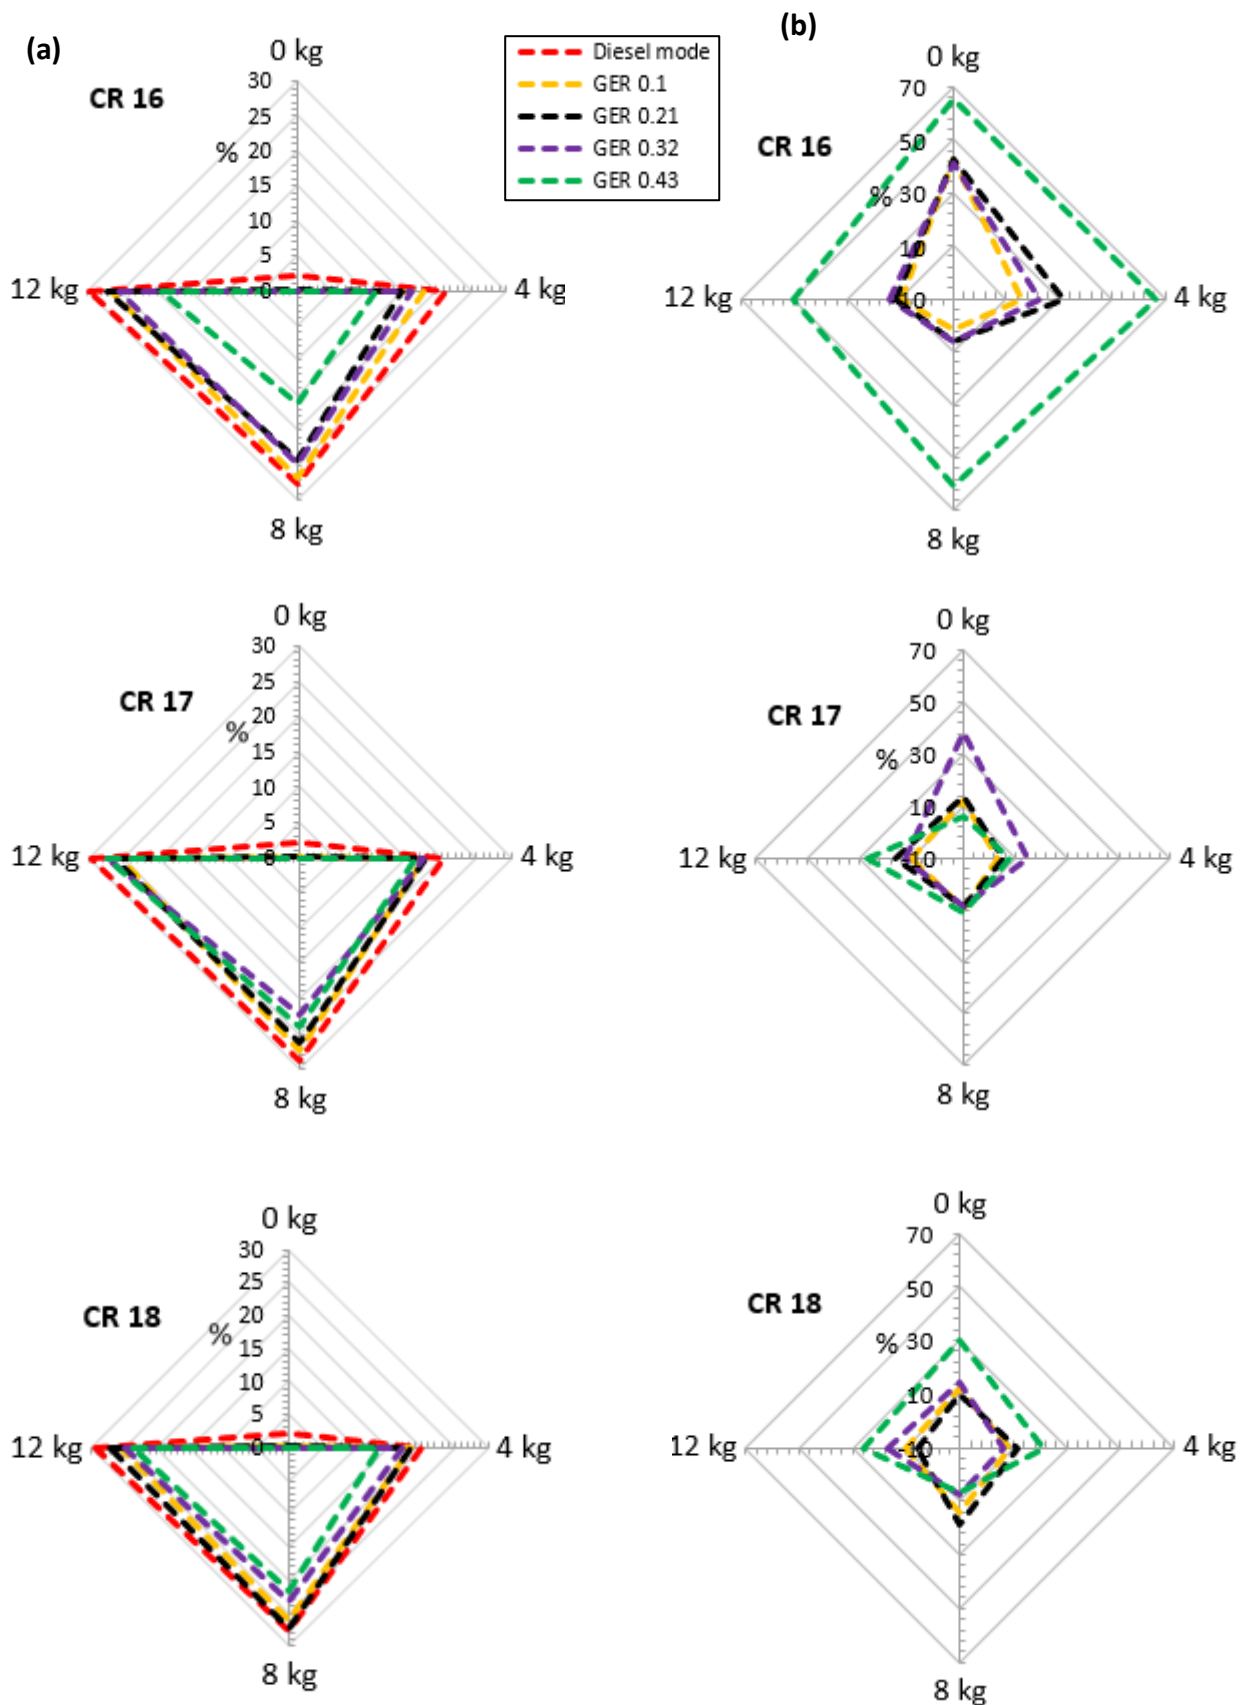 (a)
0 kg
30
CR 16
25
%
20
15
10
5
0
12 kg
4 kg
8 kg
Diesel mode
GER 0.1
GER 0.21
GER 0.32
GER 0.43
(b)
0 kg
70
CR 16
50
%
30
10
-10
12 kg
4 kg
8 kg
0 kg
30
CR 17
25
%
20
15
10
5
0
12 kg
4 kg
8 kg
0 kg
70
CR 17
50
%
30
10
-10
12 kg
4 kg
8 kg
0 kg
30
CR 18
25
%
20
15
10
5
0
12 kg
4 kg
8 kg
0 kg
70
CR 18
50
%
30
10
-10
12 kg
4 kg
8 kg